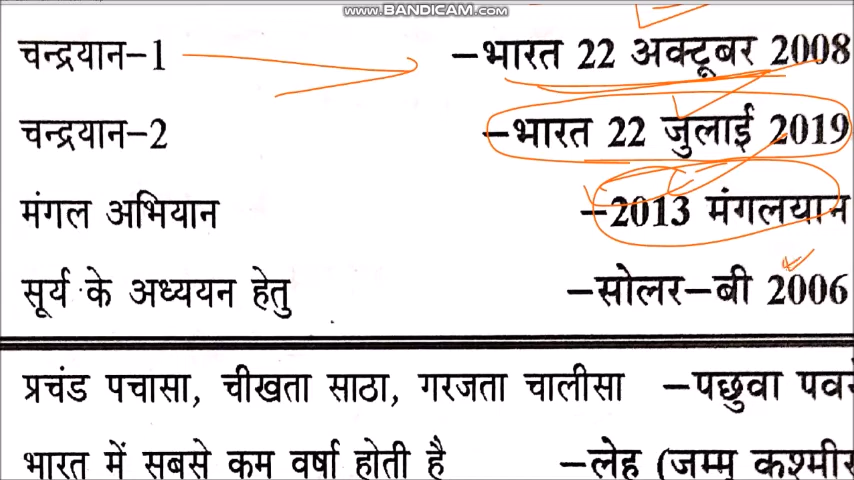 WWW.BANDICAM.COM
चन्द्रयान-1 -भारत 22 अक्टूबर 2008
चन्द्रयान-2 -भारत 22 जुलाई 2019
मंगल अभियान -2013 मंगलयान
सूर्य के अध्ययन हेतु -सोलर-बी 2006
प्रचंड पचासा, चीखता साठा, गरजता चालीसा -पछुवा
भारत में सबसे कम वर्षा होती है -लेह (जम्मु